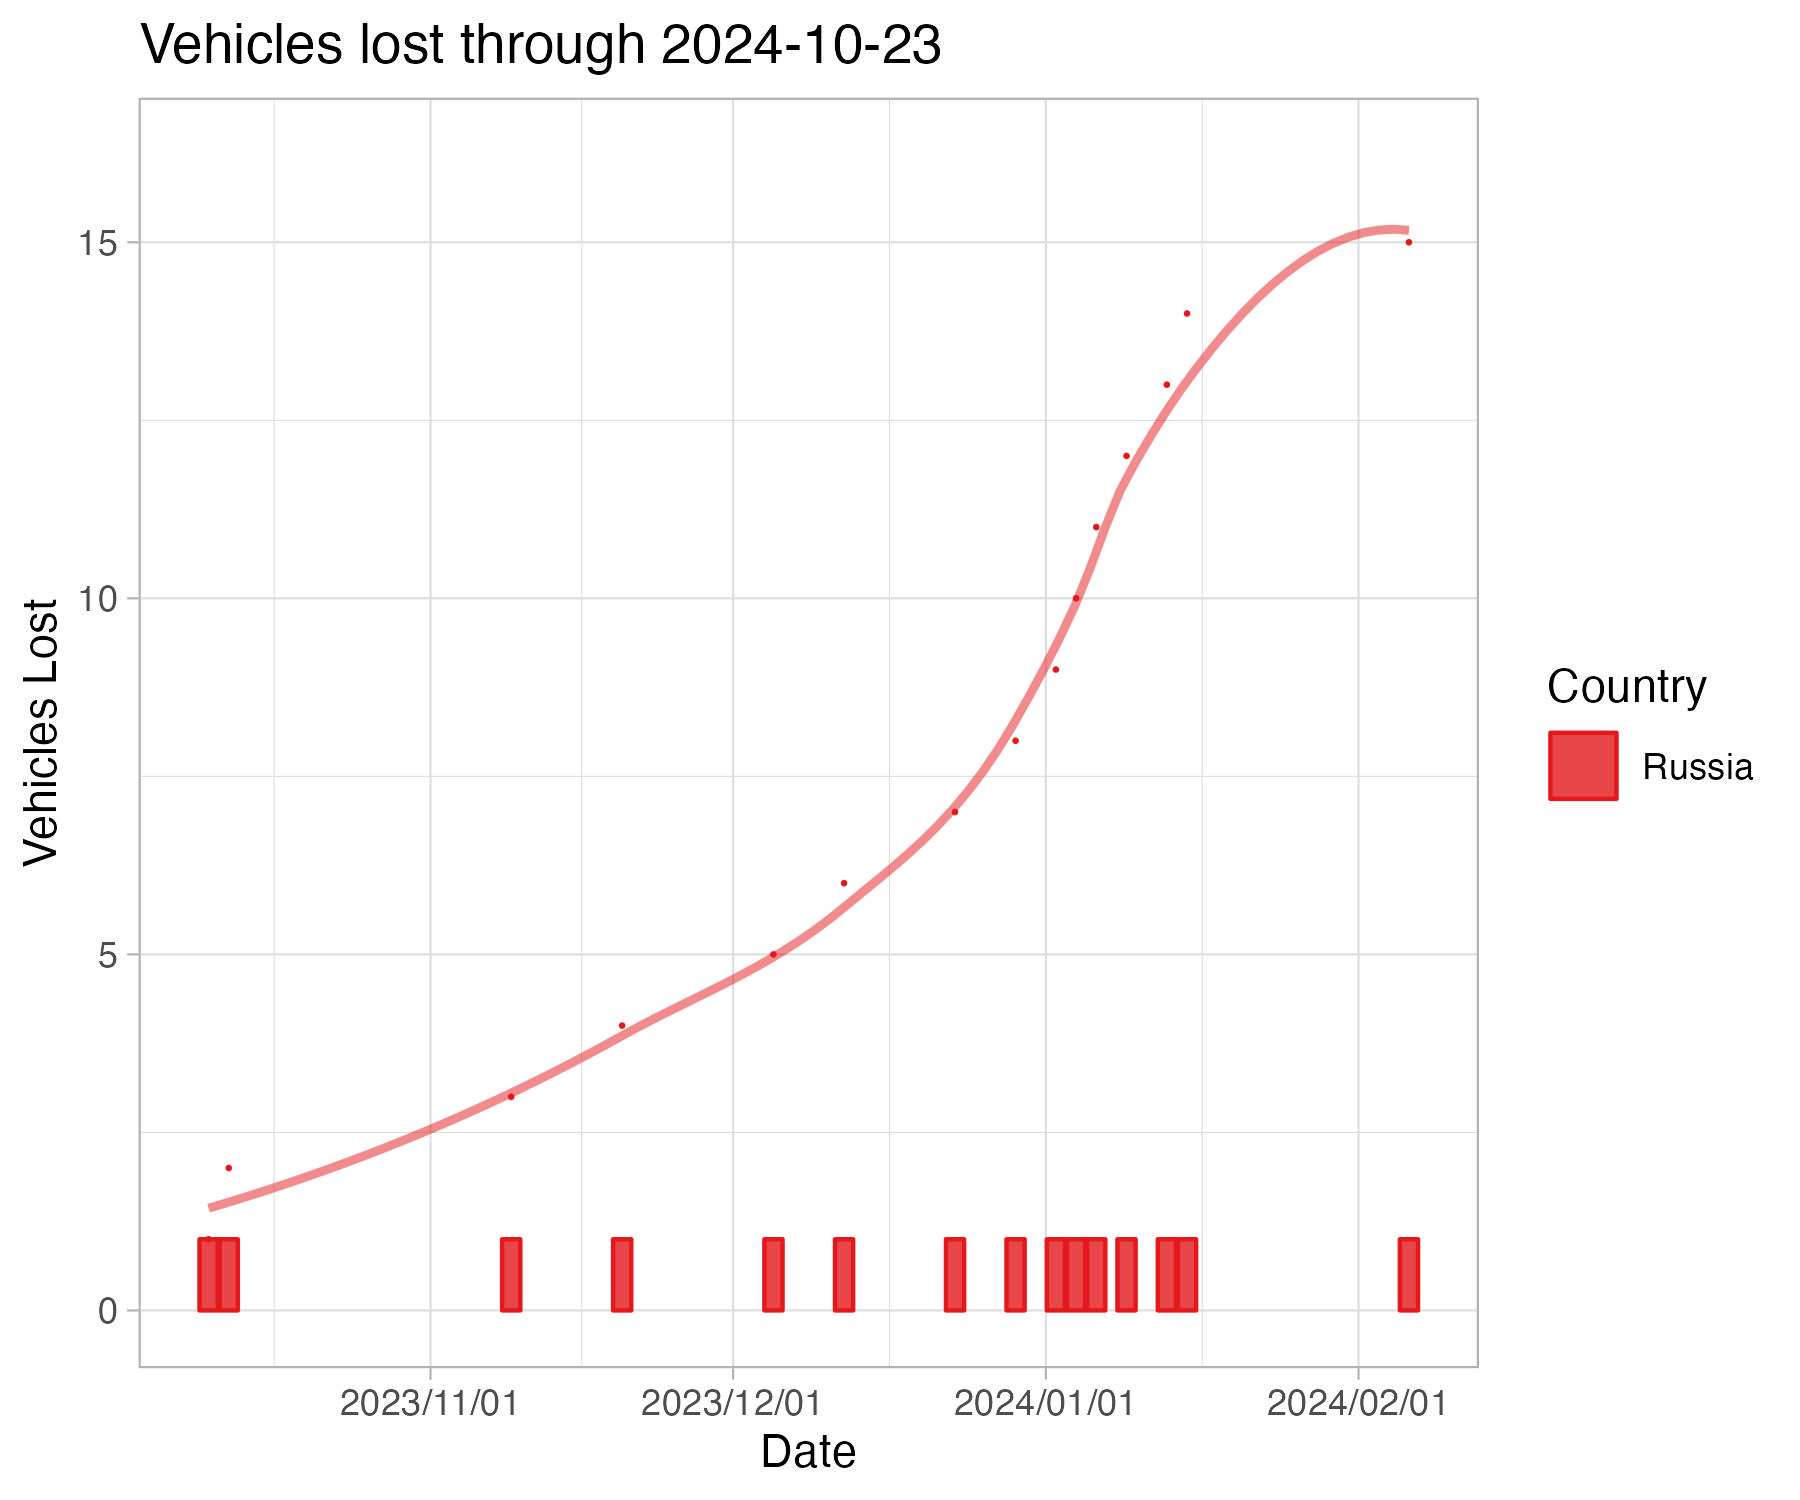 Vehicles lost through 2024-10-23
Vehicles Lost
15
10
5
0
2023/11/01
2023/12/01
2024/01/01
2024/02/01
Date
Country
Russia